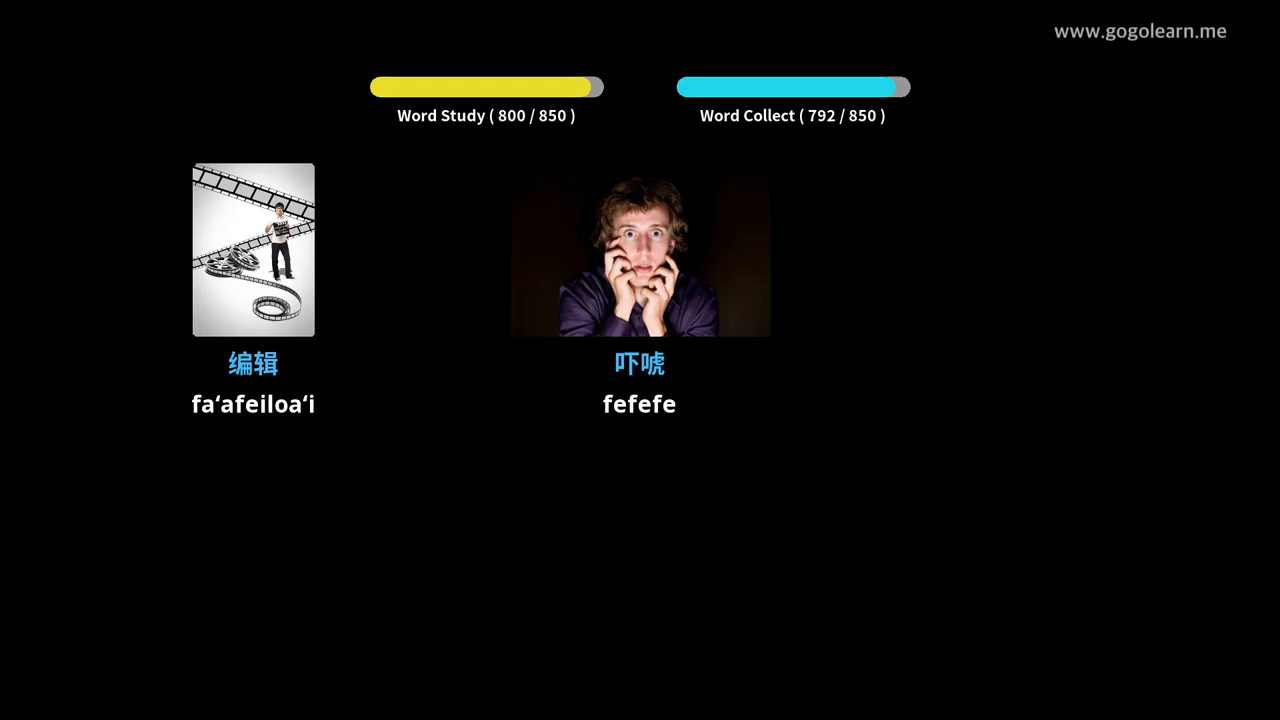 www.gogolearn.me
Word Study ( 800 / 850 )
Word Collect ( 792 / 850 )
编辑
fa‘afeiloa‘i
吓唬
fefefe